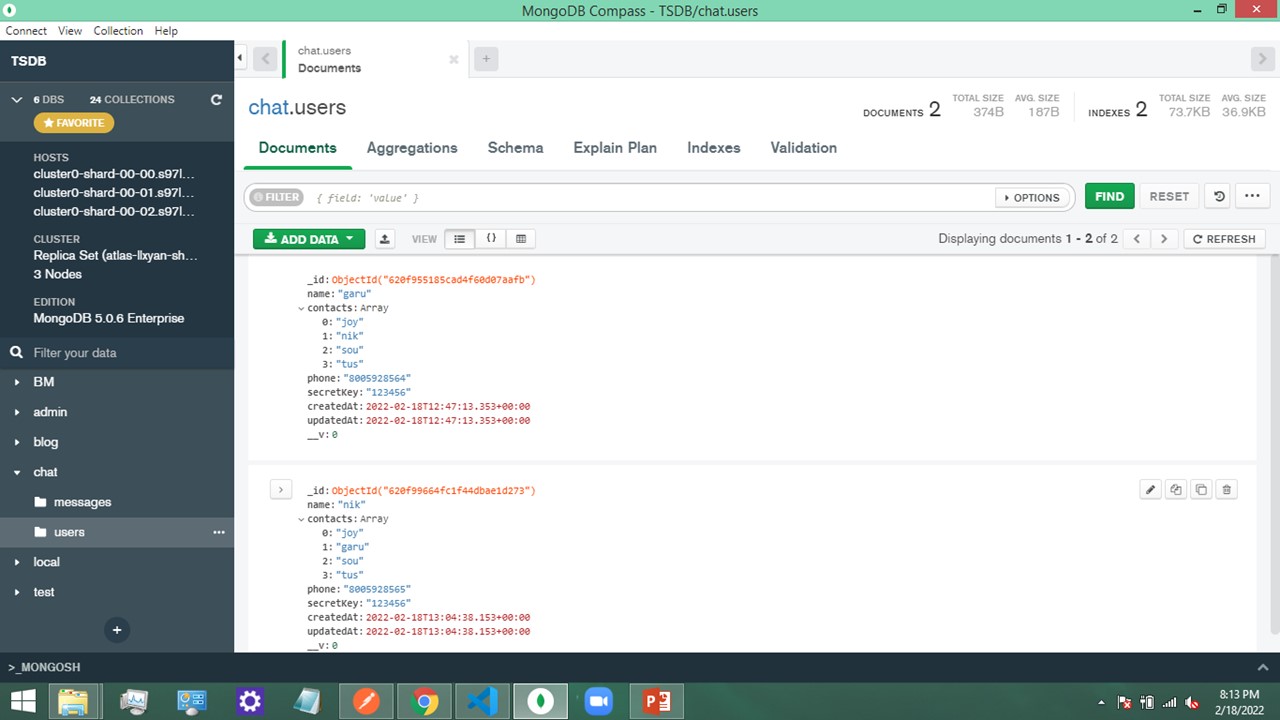 MongoDB Compass - TSDB/chat.users
Connect View Collection Help
TSDB
6 DBS 24 COLLECTIONS
FAVORITE
HOSTS
cluster0-shard-00-00.s97l...
cluster0-shard-00-01.s97l...
cluster0-shard-00-02.s97l...
CLUSTER
Replica Set (atlas-llxyan-sh...
3 Nodes
EDITION
MongoDB 5.0.6 Enterprise
Filter your data
BM
admin
blog
chat
messages
users
local
test
chat.users
Documents
chat.users
DOCUMENTS 2 TOTAL SIZE 374B AVG. SIZE 187B INDEXES 2 TOTAL SIZE 73.7KB AVG. SIZE 36.9KB
Documents Aggregations Schema Explain Plan Indexes Validation
FILTER { field: 'value' } OPTIONS FIND RESET
ADD DATA VIEW {} Displaying documents 1 - 2 of 2 REFRESH
_id: ObjectId("620f955185cad4f60d07aafb")
name: "garu"
contacts: Array
0: "joy"
1: "nik"
2: "sou"
3: "tus"
phone: "8005928564"
secretKey: "123456"
createdAt: 2022-02-18T12:47:13.353+00:00
updatedAt: 2022-02-18T12:47:13.353+00:00
__v: 0
_id: ObjectId("620f99664fc1f44dbae1d273")
name: "nik"
contacts: Array
0: "joy"
1: "garu"
2: "sou"
3: "tus"
phone: "8005928565"
secretKey: "123456"
createdAt: 2022-02-18T13:04:38.153+00:00
updatedAt: 2022-02-18T13:04:38.153+00:00
__v: 0
>_MONGOSH
8:13 PM
2/18/2022